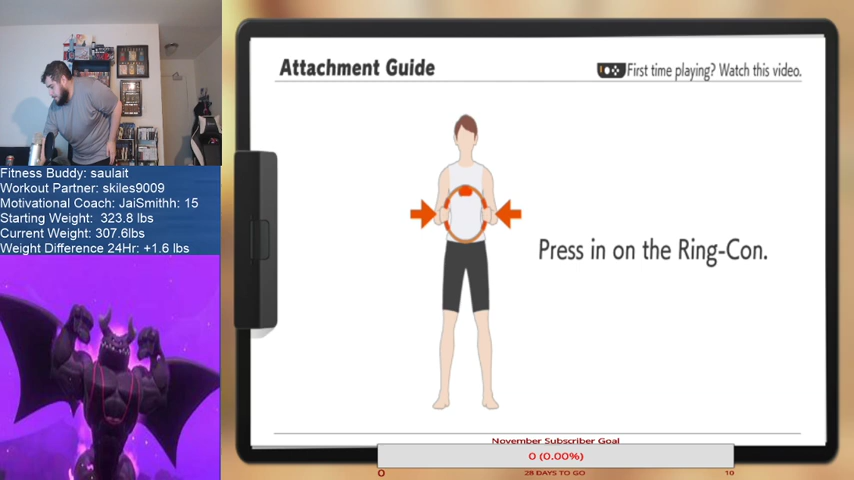 Attachment Guide
First time playing? Watch this video.
Press in on the Ring-Con.
Fitness Buddy: saulait
Workout Partner: skiles9009
Motivational Coach: JaiSmithh: 15
Starting Weight: 323.8 lbs
Current Weight: 307.6lbs
Weight Difference 24Hr: +1.6 lbs
November Subscriber Goal
0 (0.00%)
0
28 DAYS TO GO
10